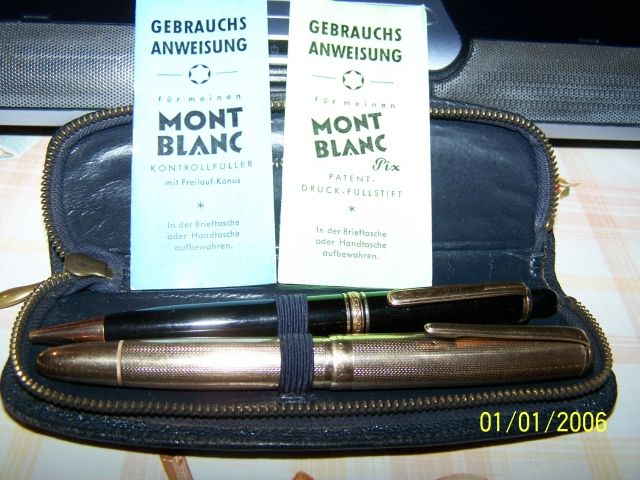 GEBRAUCHS
ANWEISUNG
für meinen
MONT
BLANC
KONTROLLFÜLLER
mit Freilauf-Konus
*
In der Brieftasche
oder Handtasche
aufbewahren.
GEBRAUCHS
ANWEISUNG
für meinen
MONT
BLANC
Pix
PATENT-
DRUCK-FÜLLSTIFT
*
In der Brieftasche
oder Handtasche
aufbewahren.
01/01/2006